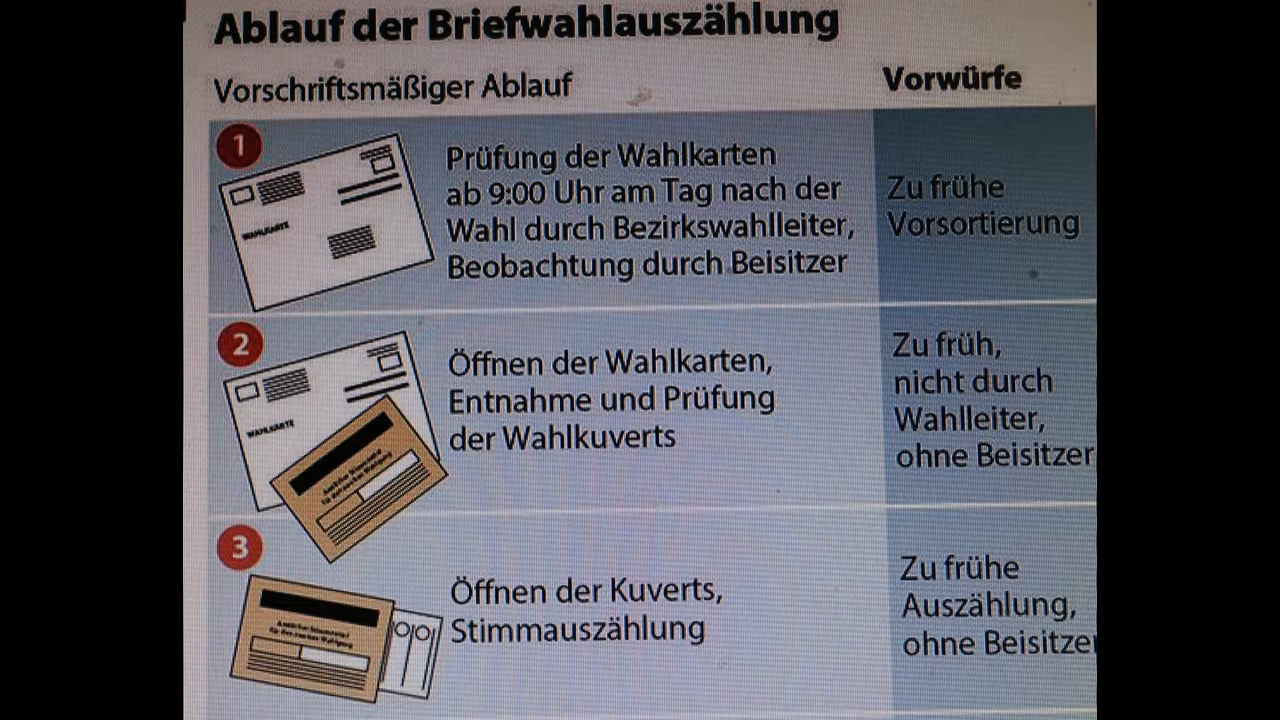 Ablauf der Briefwahlauszählung
Vorschriftsmäßiger Ablauf
Vorwürfe
1
WAHLKARTE
Prüfung der Wahlkarten
ab 9:00 Uhr am Tag nach der
Wahl durch Bezirkswahlleiter,
Beobachtung durch Beisitzer
Zu frühe
Vorsortierung
2
WAHLKARTE
Öffnen der Wahlkarten,
Entnahme und Prüfung
der Wahlkuverts
Zu früh,
nicht durch
Wahlleiter,
ohne Beisitzer
3
Öffnen der Kuverts,
Stimmauszählung
Zu frühe
Auszählung,
ohne Beisitzer